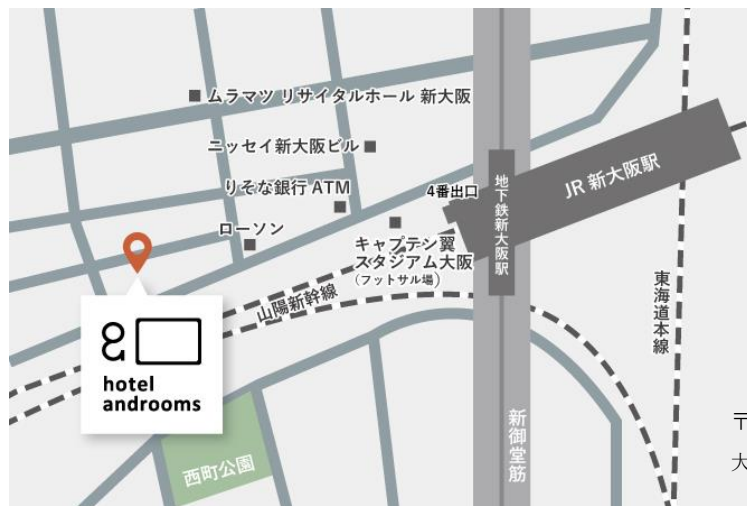 ムラマツ リサイタルホール 新大阪
ニッセイ新大阪ビル
りそな銀行 ATM
4番出口
地下鉄新大阪駅
JR 新大阪駅
ローソン
キャプテン翼
スタジアム大阪
(フットサル場)
山陽新幹線
東海道本線
hotel
androoms
新御堂筋
西町公園
〒
大